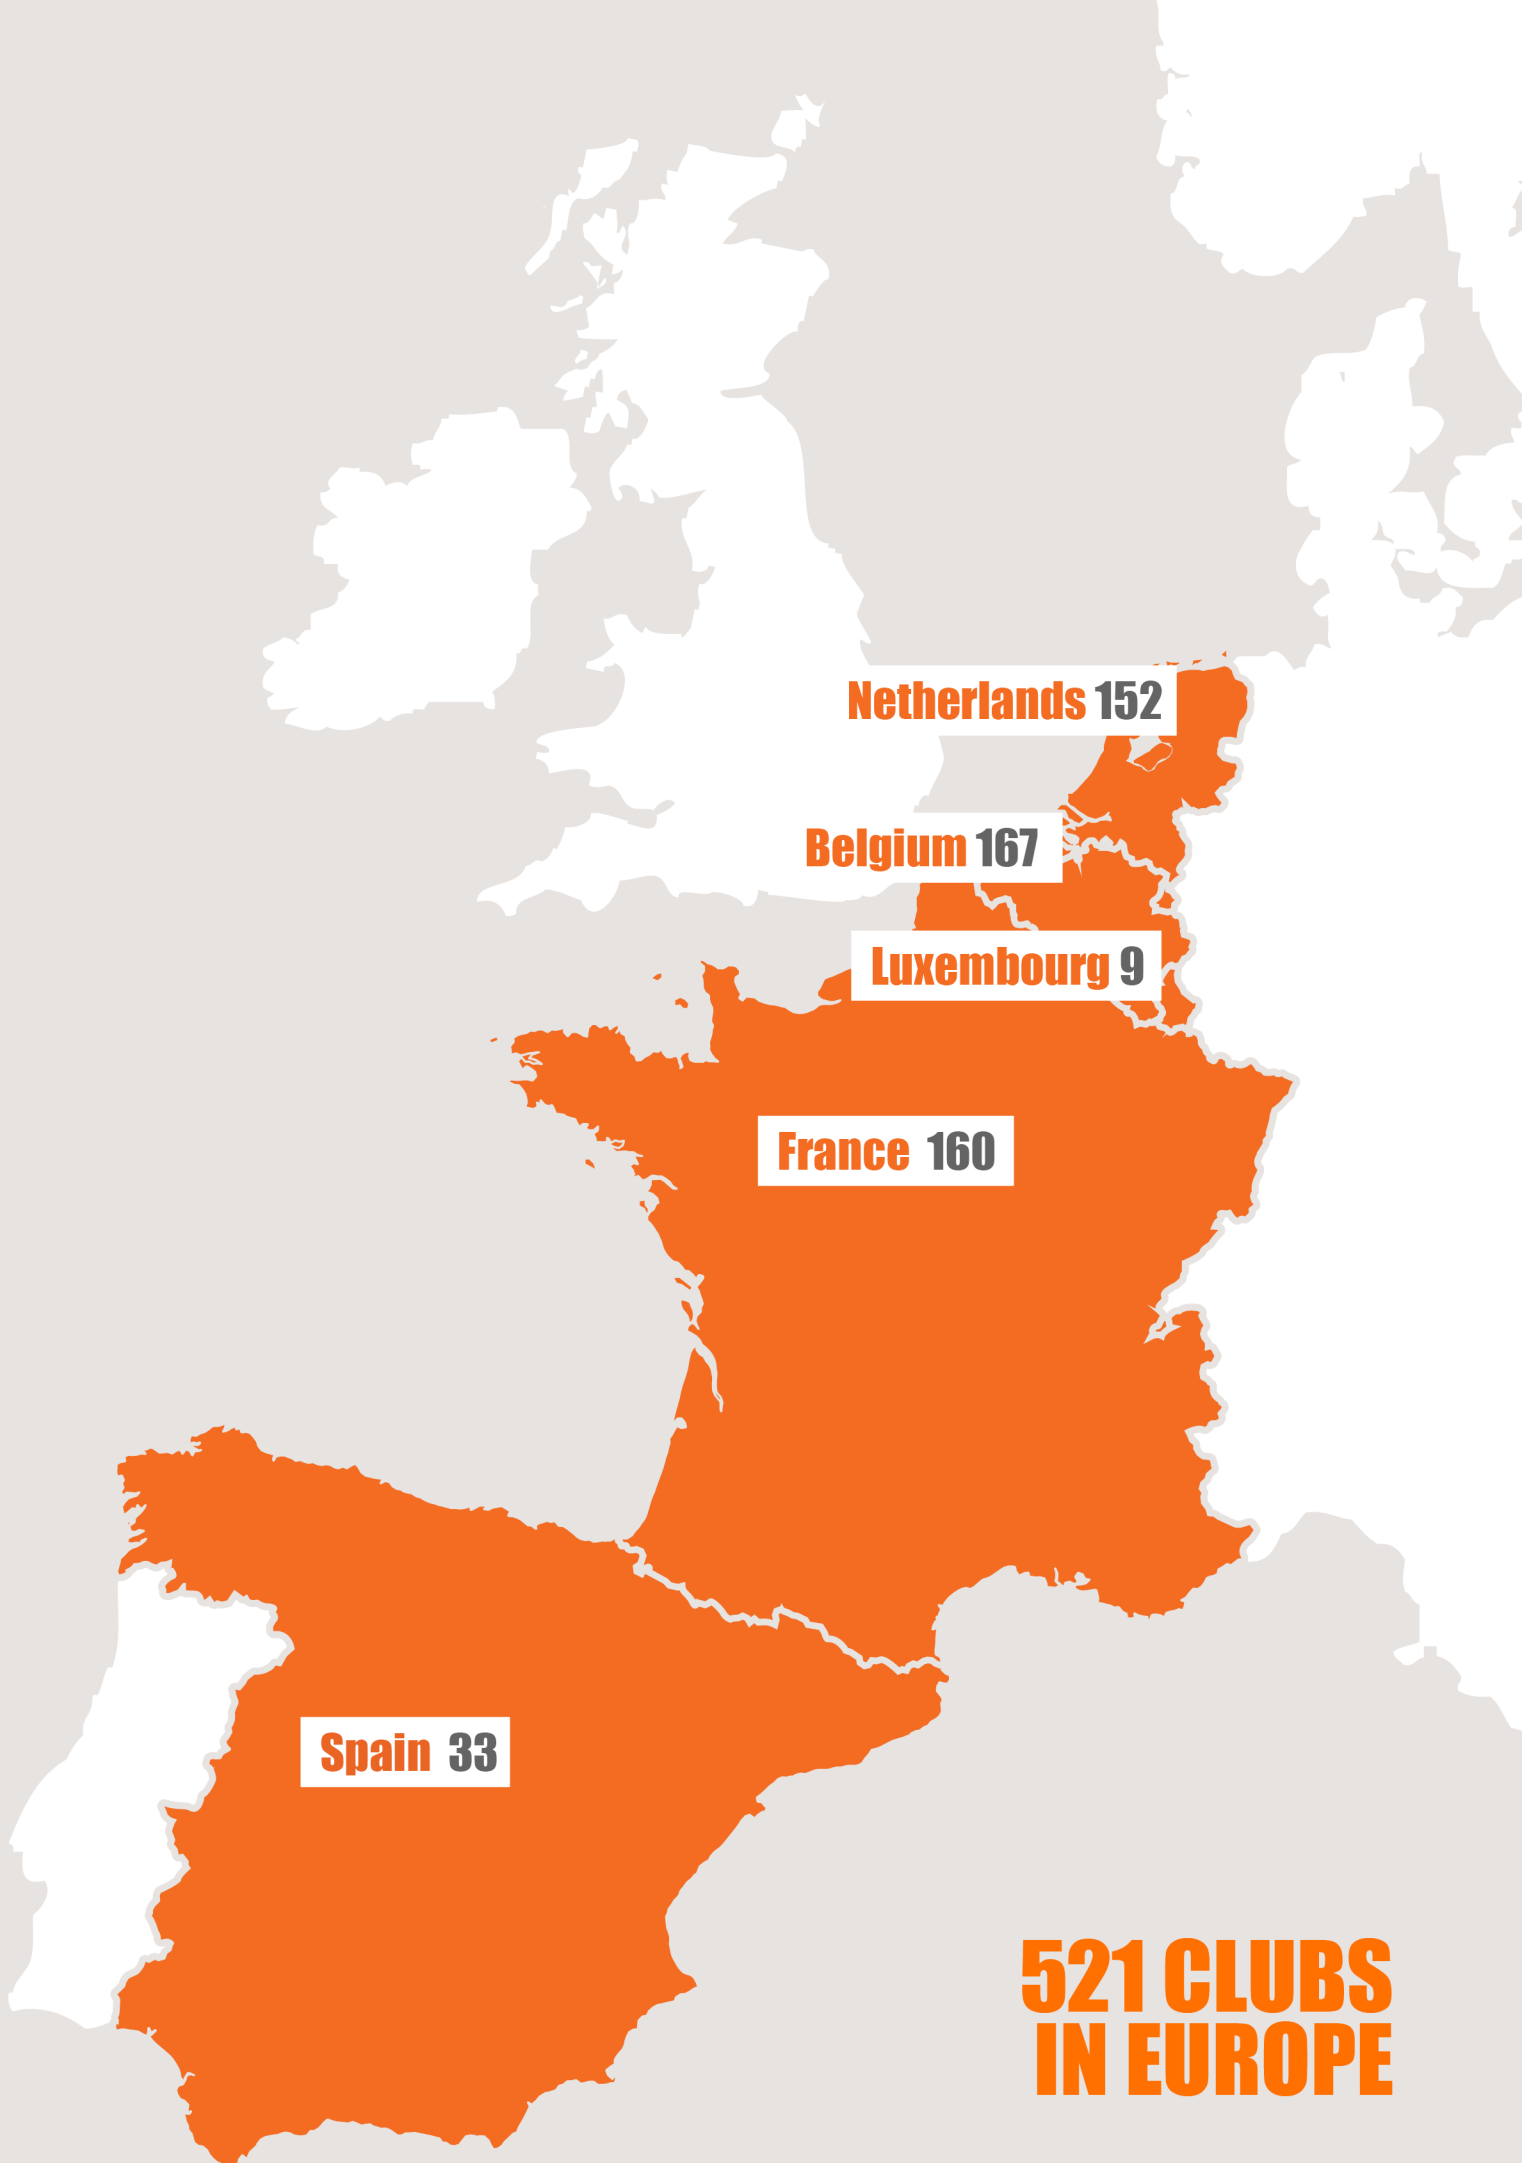 Netherlands 152
Belgium 167
Luxembourg 9
France 160
Spain 33
521 CLUBS
IN EUROPE